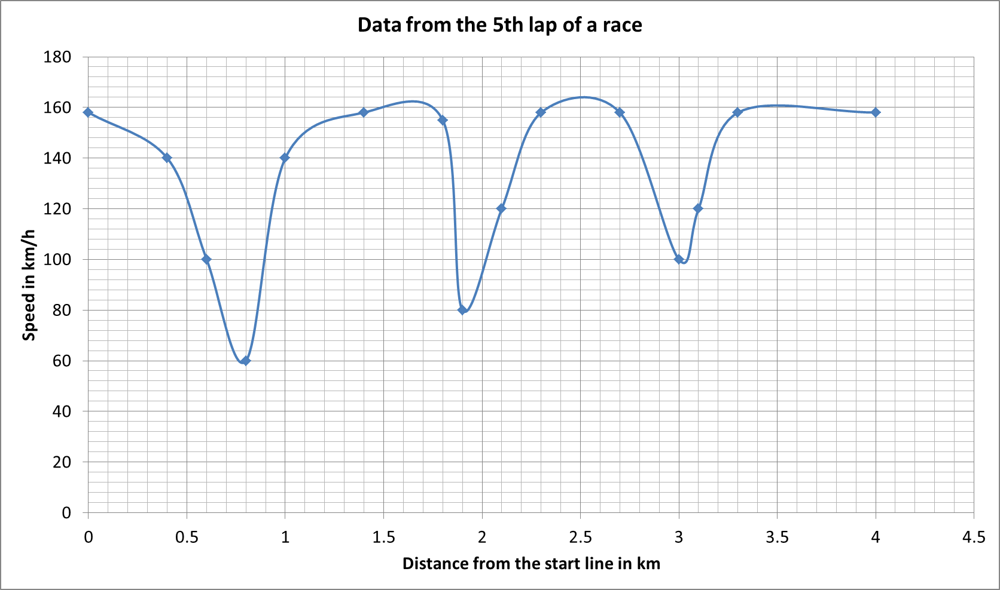 Data from the 5th lap of a race
180
160
140
120
100
80
60
40
20
0
Speed in km/h
0 0.5 1 1.5 2 2.5 3 3.5 4 4.5
Distance from the start line in km